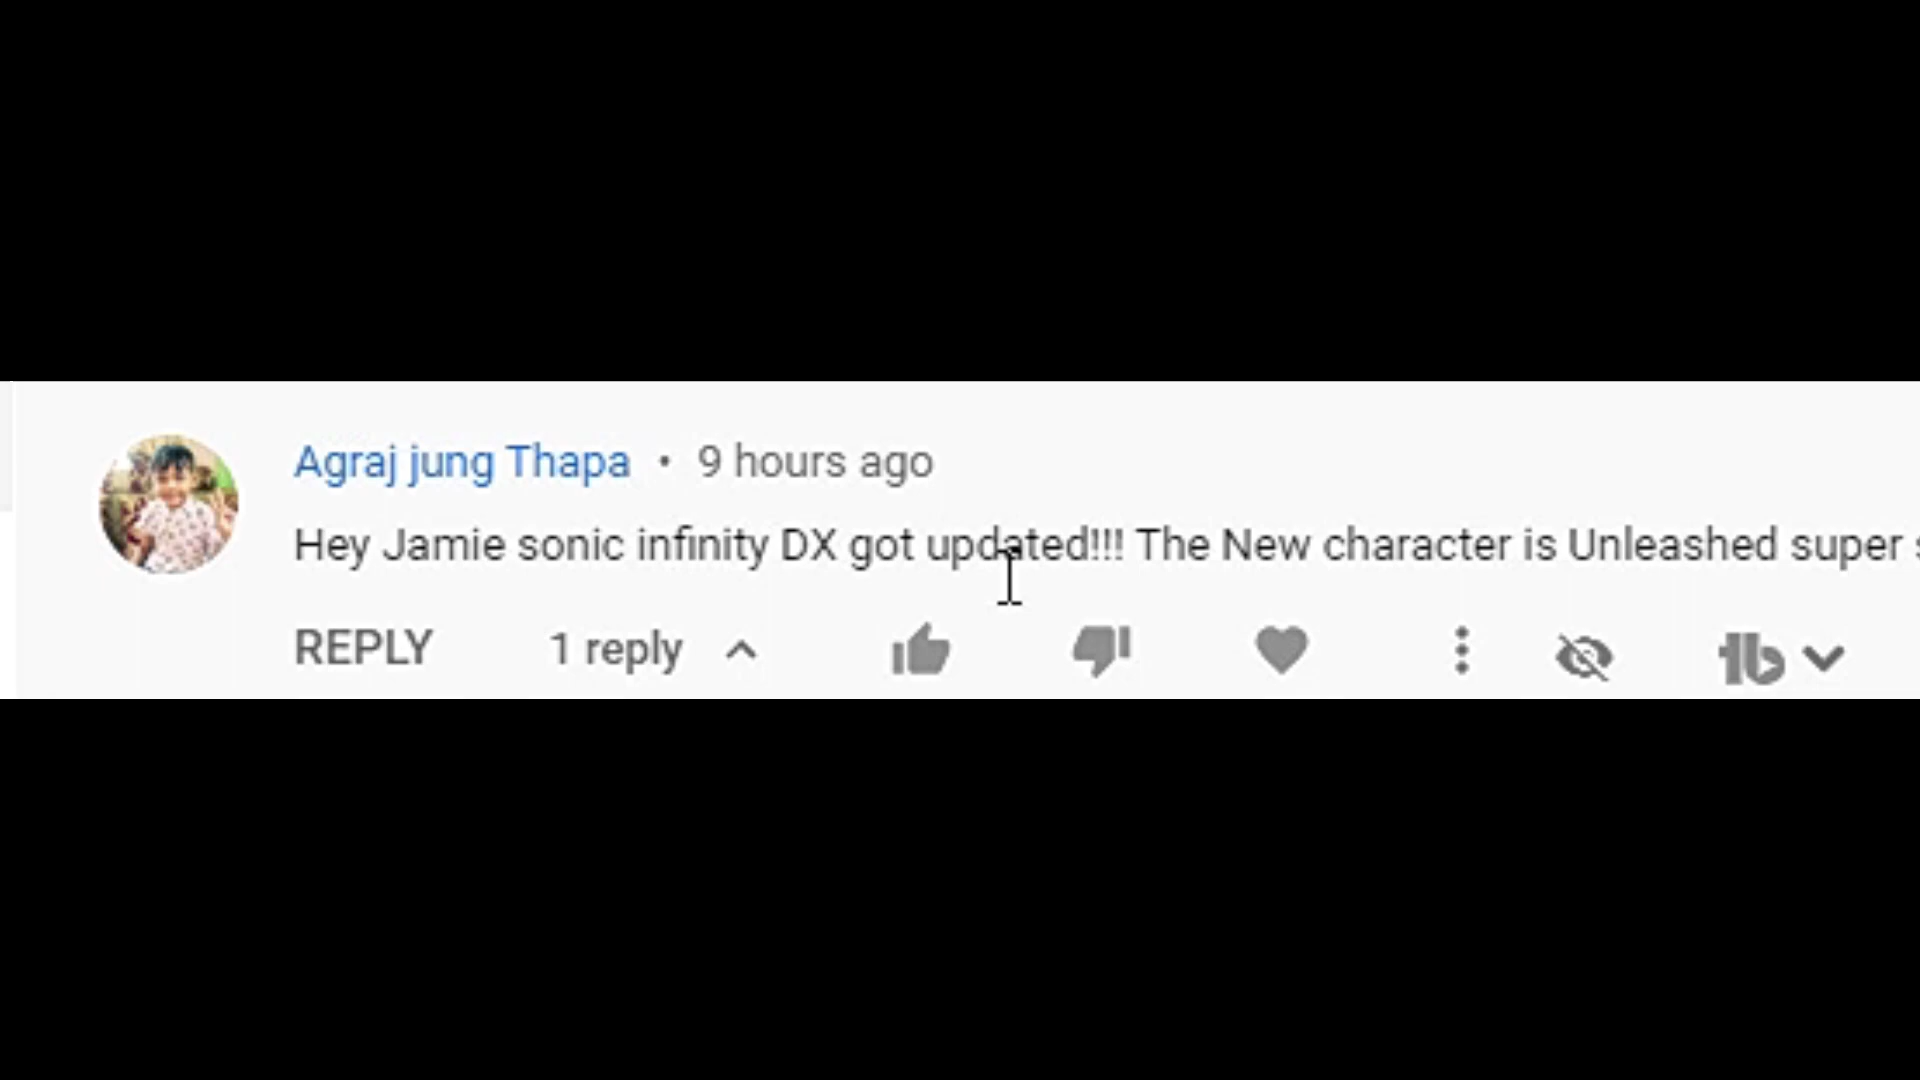 Agraj jung Thapa • 9 hours ago
Hey Jamie sonic infinity DX got updated!!! The New character is Unleashed super
REPLY 1 reply